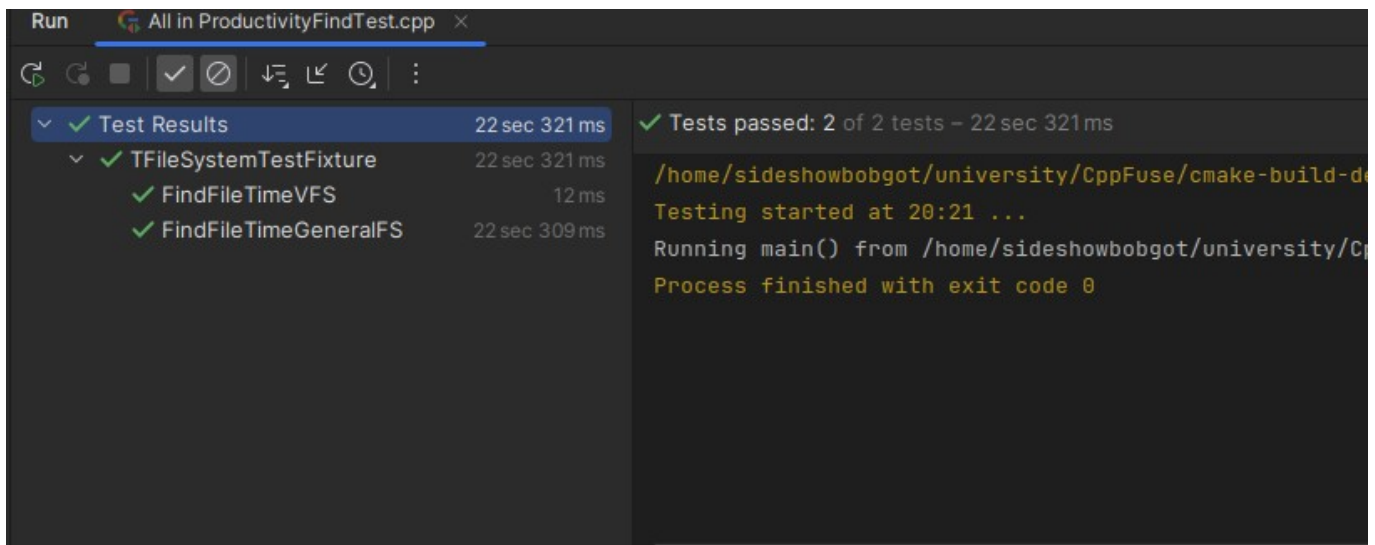 Run All in ProductivityFindTest.cpp
Test Results 22 sec 321 ms
TFileSystemTestFixture 22 sec 321 ms
FindFileTimeVFS 12 ms
FindFileTimeGeneralFS 22 sec 309 ms
Tests passed: 2 of 2 tests – 22 sec 321 ms
/home/sideshowbobgot/university/CppFuse/cmake-build-de
Testing started at 20:21 ...
Running main() from /home/sideshowbobgot/university/Cp
Process finished with exit code 0